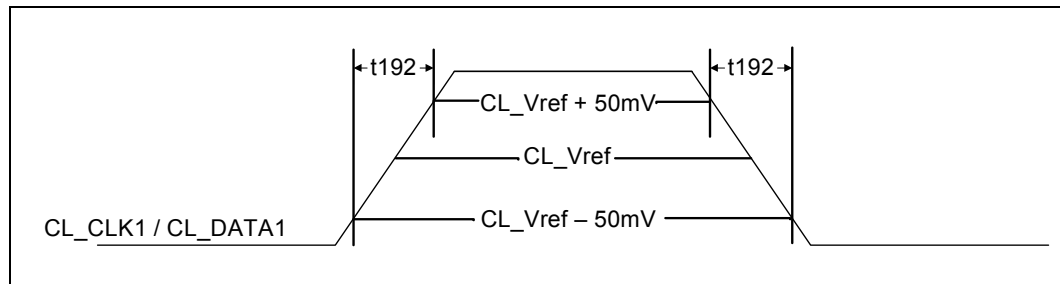 t192 t192
CL_Vref + 50mV
CL_Vref
CL_Vref – 50mV
CL_CLK1 / CL_DATA1